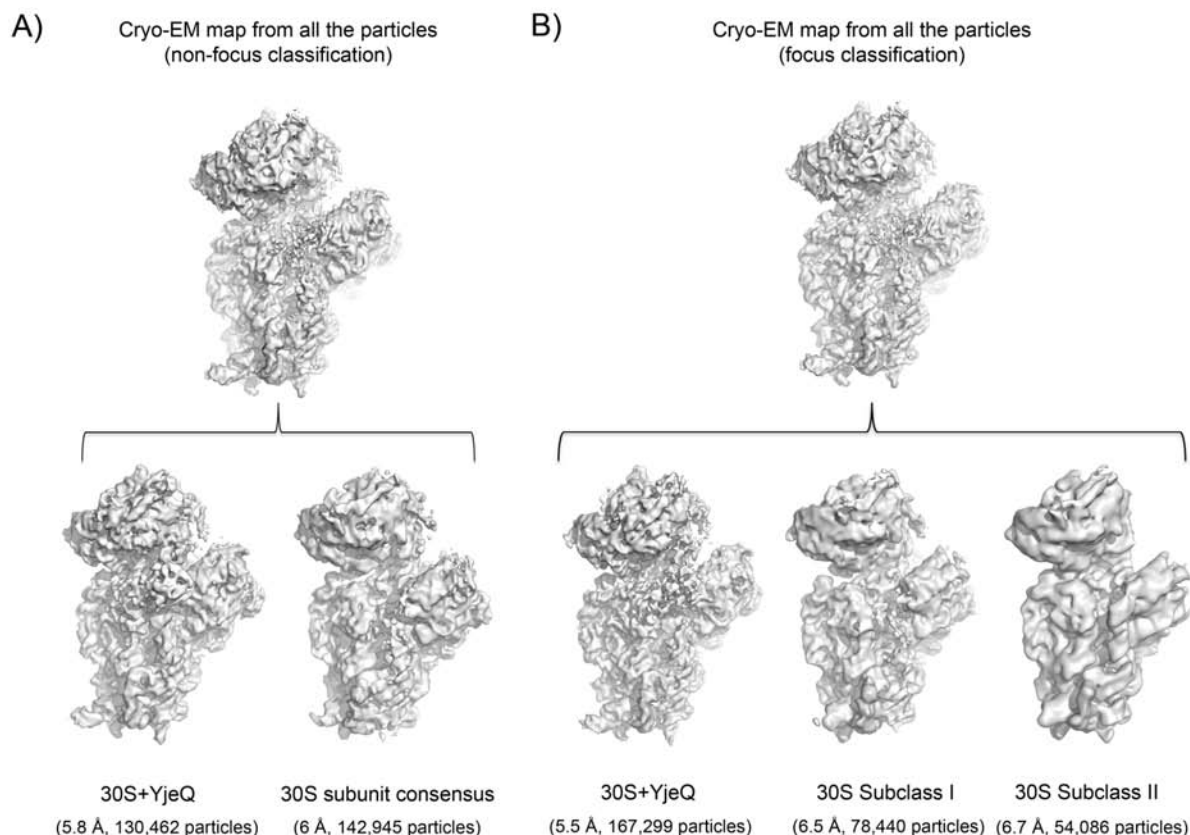 A)
Cryo-EM map from all the particles
(non-focus classification)
B)
Cryo-EM map from all the particles
(focus classification)
30S+YjeQ
(5.8 Å, 130,462 particles)
30S subunit consensus
(6 Å, 142,945 particles)
30S+YjeQ
(5.5 Å, 167,299 particles)
30S Subclass I
(6.5 Å, 78,440 particles)
30S Subclass II
(6.7 Å, 54,086 particles)